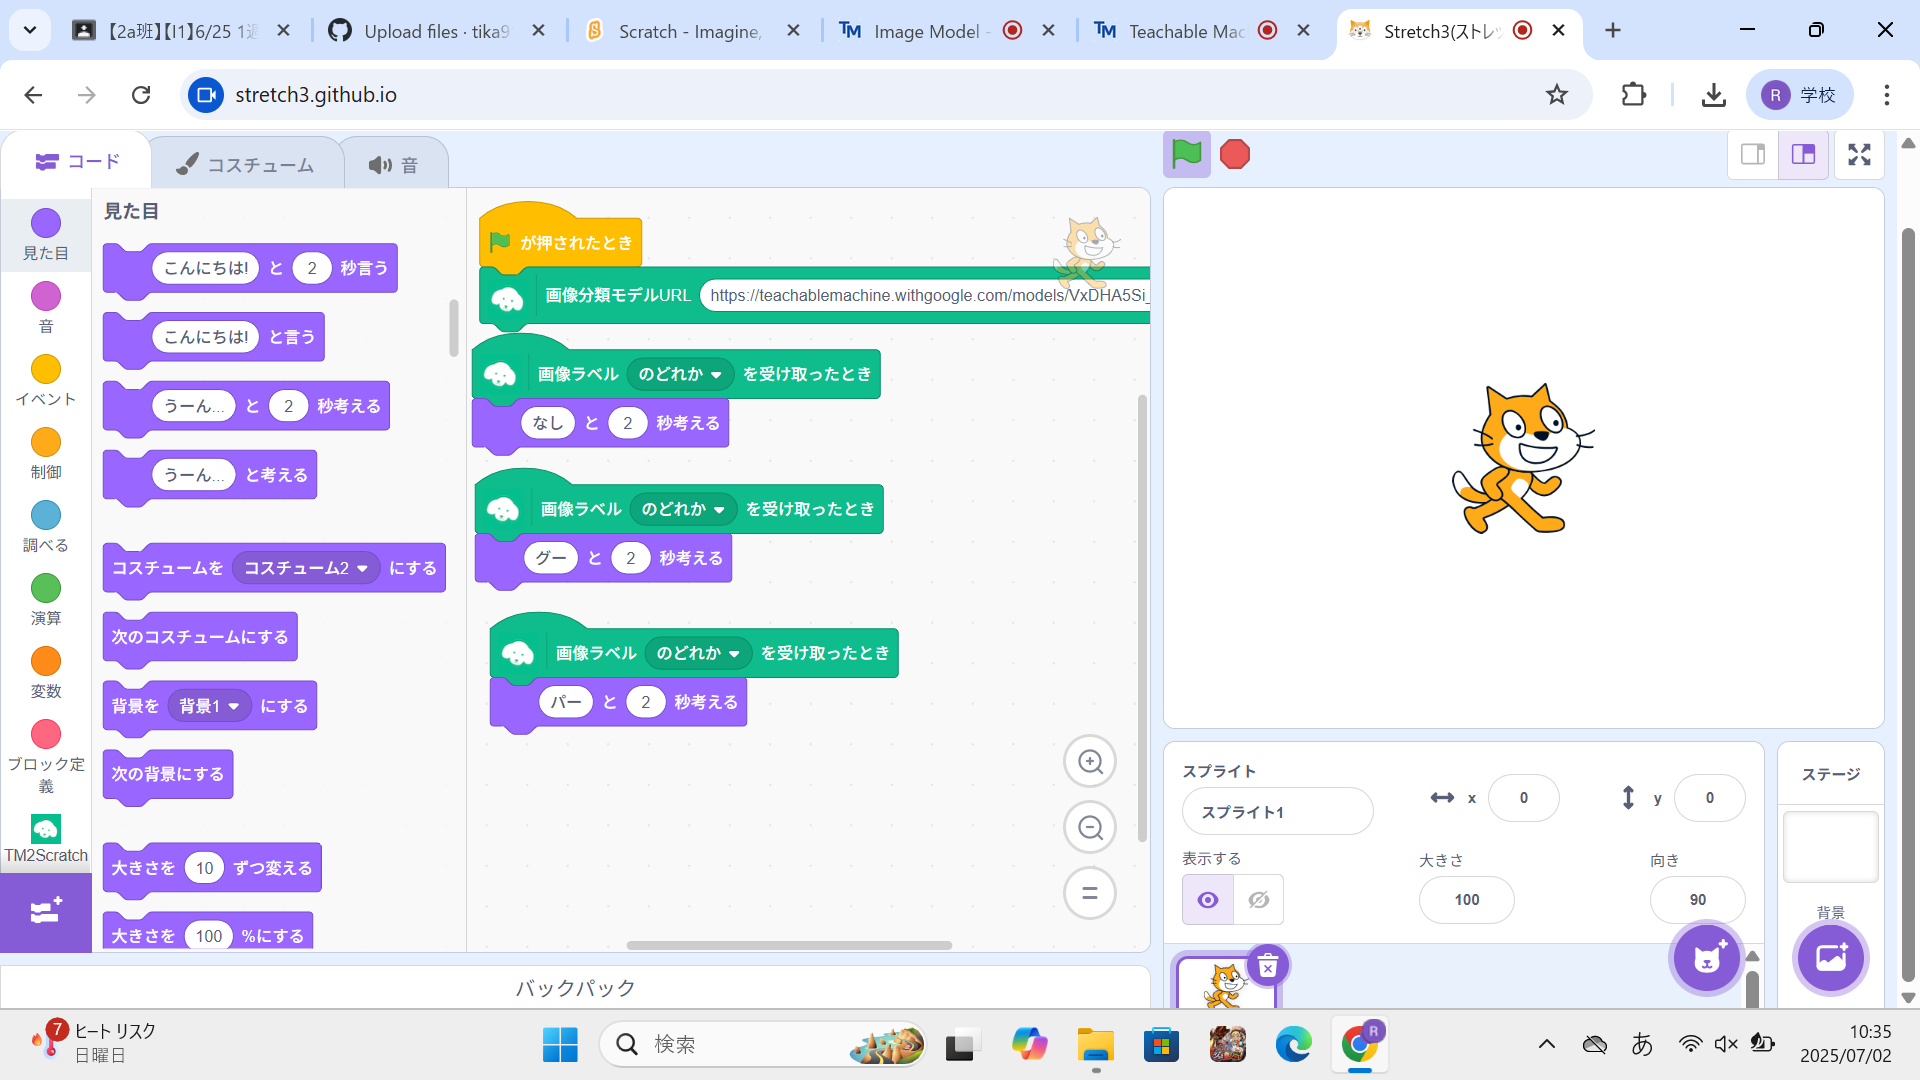 【2a班】【I1】6/25 1週
Upload files · tika9
Scratch - Imagine,
Image Model -
Teachable Mac
Stretch3(ストレッ
stretch3.github.io
R 学校
コード
コスチューム
音
見た目
音
イベント
制御
調べる
演算
変数
ブロック定
義
TM2Scratch
見た目
こんにちは! と 2 秒言う
こんにちは! と言う
うーん... と 2 秒考える
うーん... と考える
コスチュームを コスチューム2 にする
次のコスチュームにする
背景を 背景1 にする
次の背景にする
大きさを 10 ずつ変える
大きさを 100 %にする
が押されたとき
画像分類モデルURL https://teachablemachine.withgoogle.com/models/VxDHA5Si_
画像ラベル のどれか を受け取ったとき
なし と 2 秒考える
画像ラベル のどれか を受け取ったとき
グー と 2 秒考える
画像ラベル のどれか を受け取ったとき
パー と 2 秒考える
バックパック
スプライト
スプライト1
x 0
y 0
表示する
大きさ
100
向き
90
ステージ
背景
7
ヒート リスク
日曜日
検索
R
あ
10:35
2025/07/02